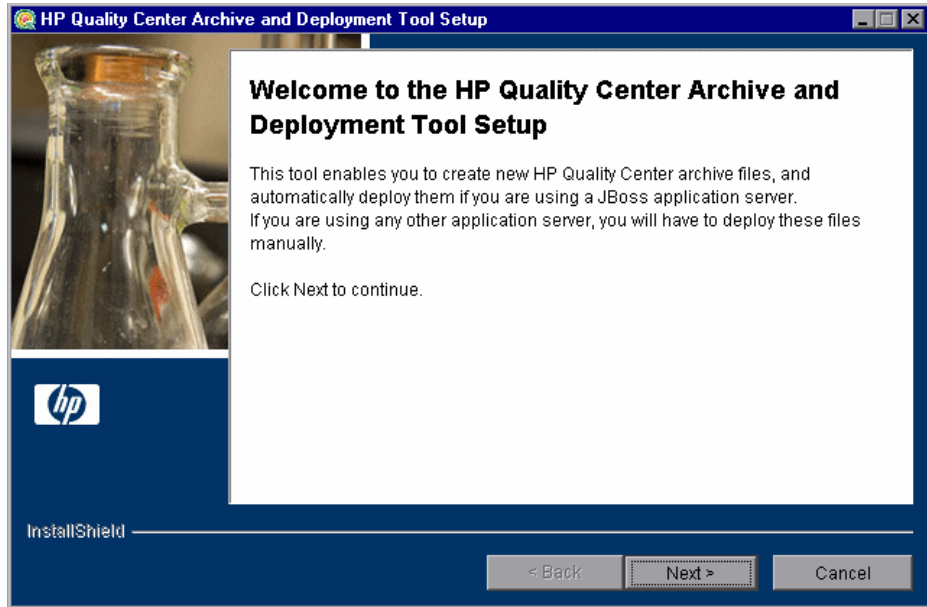 HP Quality Center Archive and Deployment Tool Setup
Welcome to the HP Quality Center Archive and
Deployment Tool Setup
This tool enables you to create new HP Quality Center archive files, and
automatically deploy them if you are using a JBoss application server.
If you are using any other application server, you will have to deploy these files
manually.
Click Next to continue.
hp
InstallShield
< Back
Next >
Cancel